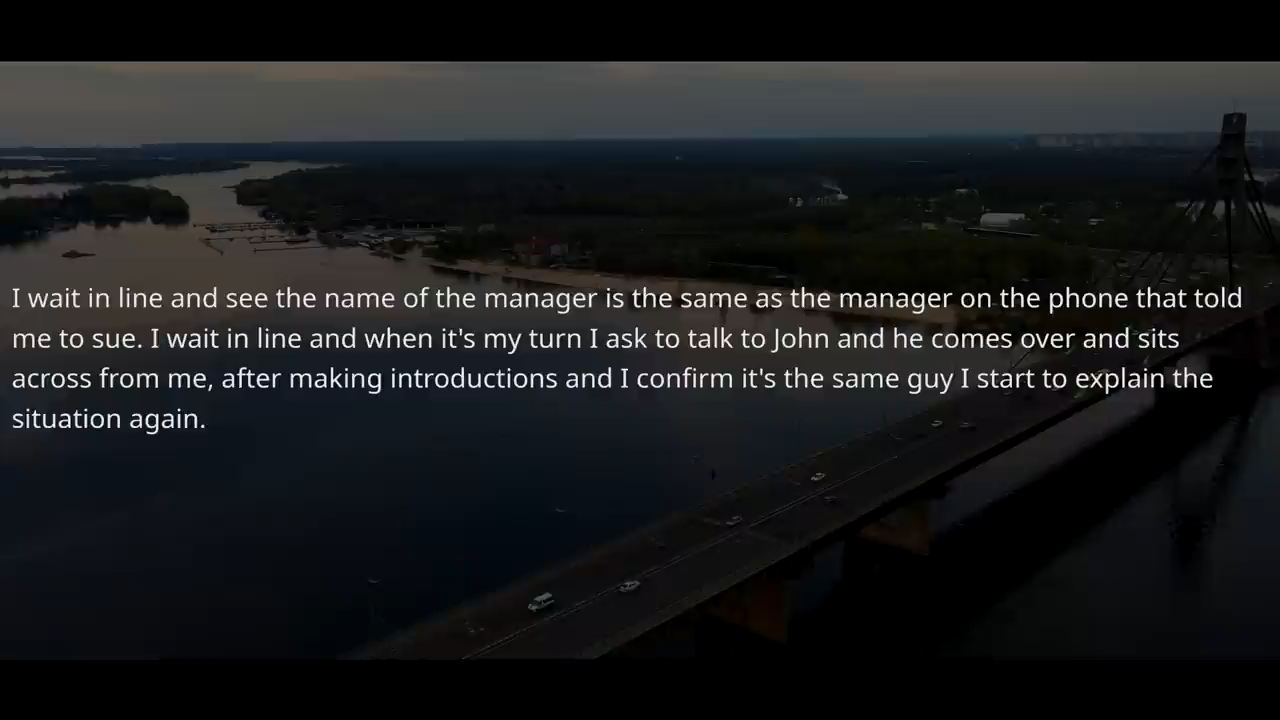 I wait in line and see the name of the manager is the same as the manager on the phone that told
me to sue. I wait in line and when it's my turn I ask to talk to John and he comes over and sits
across from me, after making introductions and I confirm it's the same guy I start to explain the
situation again.